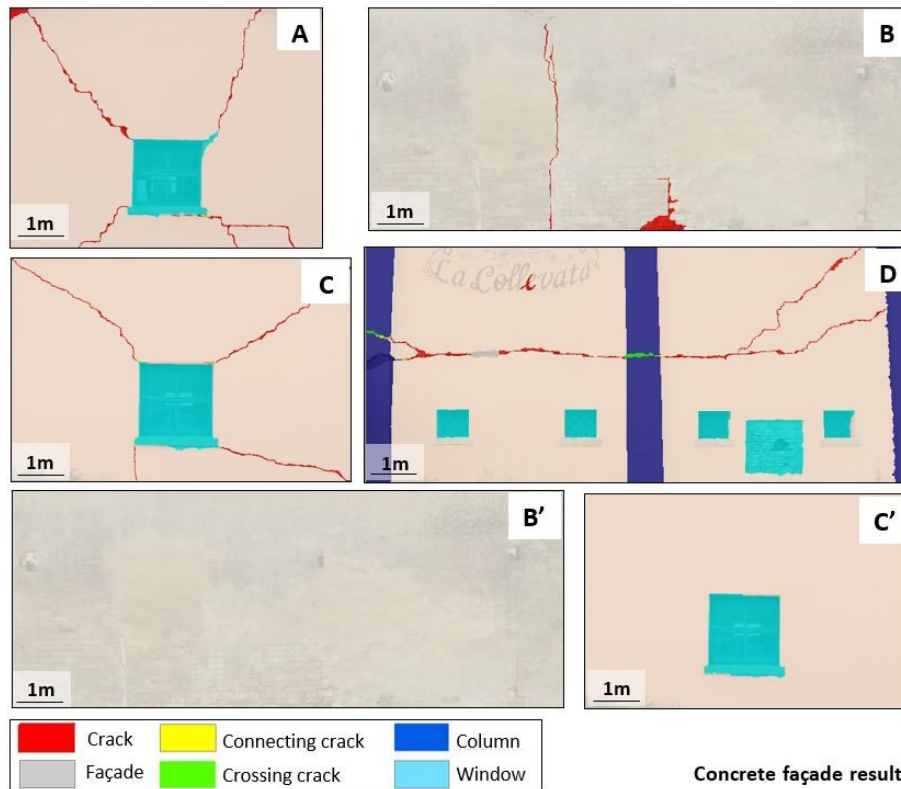 A
1m
B
1m
C
1m
La Collevata
D
1m
B’
1m
C’
1m
Crack
Connecting crack
Column
Façade
Crossing crack
Window
Concrete façade result